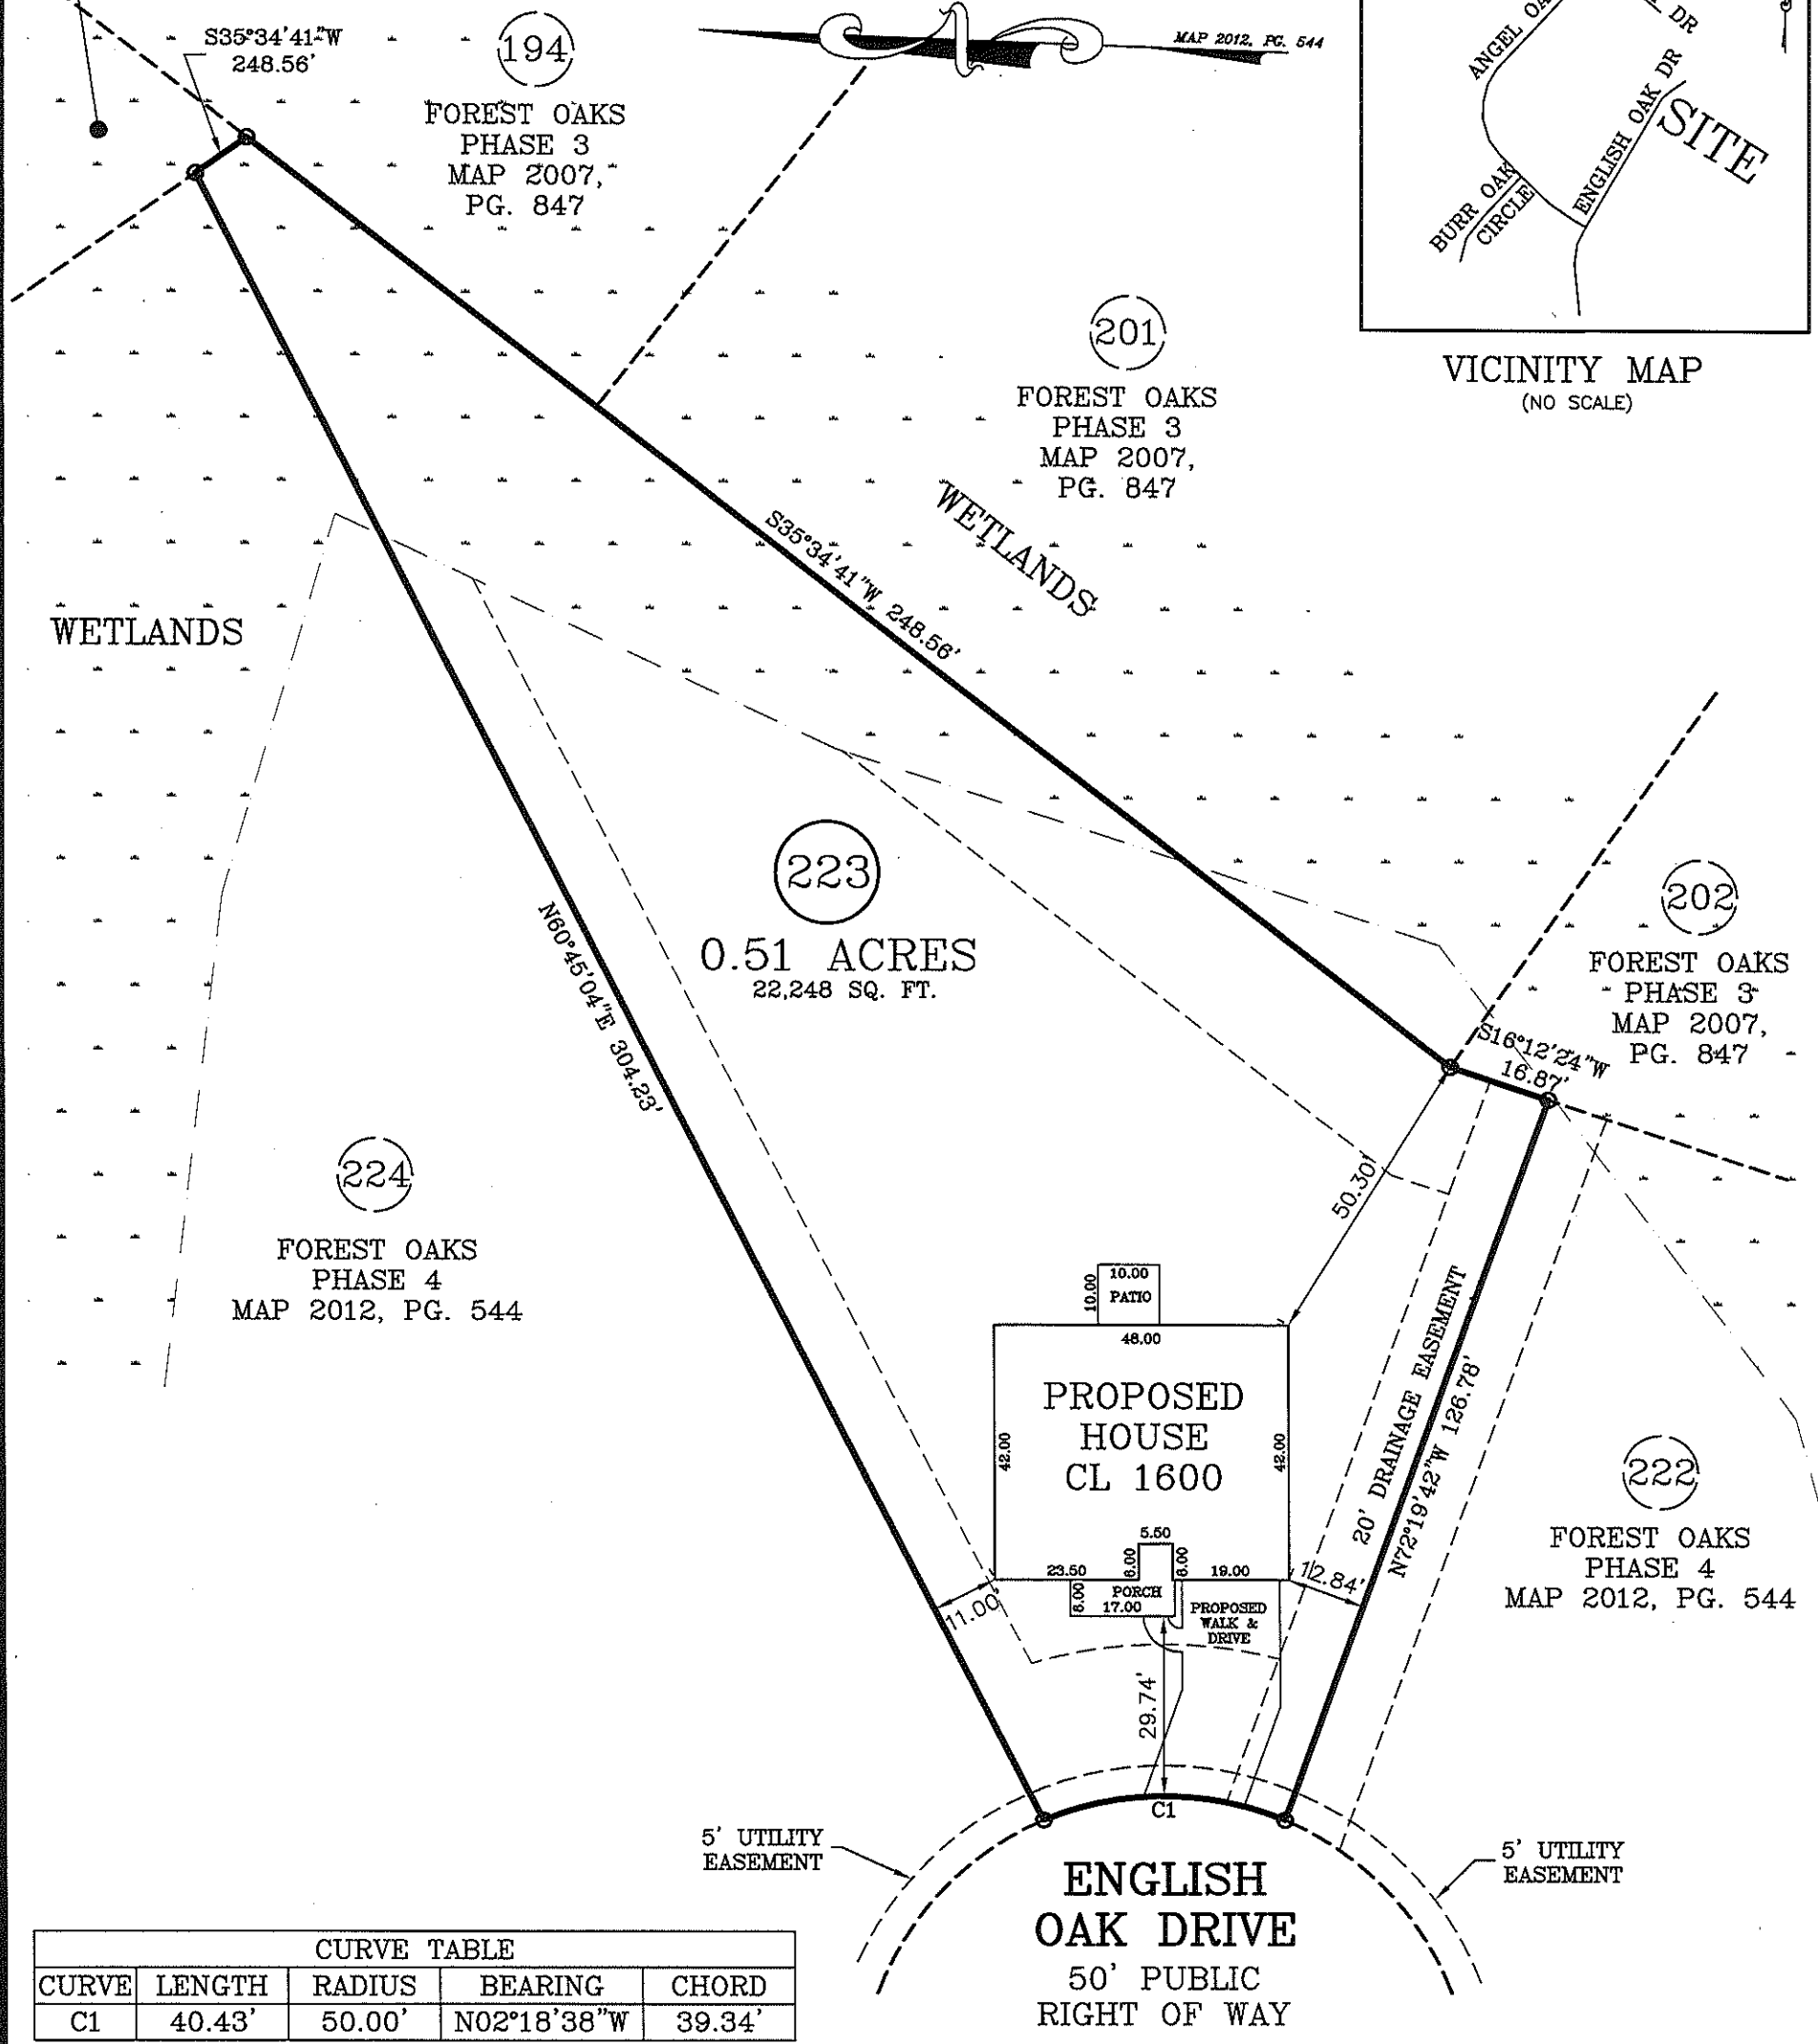 S35°34'41"W
248.56'
194
FOREST OAKS
PHASE 3
MAP 2007,
PG. 847
MAP 2012, PG. 544
ANGEL OA
DR
ENGLISH OAK DR
SITE
BURR OAK
CIRCLE
VICINITY MAP
(NO SCALE)
201
FOREST OAKS
PHASE 3
MAP 2007,
PG. 847
WETLANDS
S35°34'41"W 248.56'
WETLANDS
223
0.51 ACRES
22,248 SQ. FT.
N60°45'04"E 304.23'
202
FOREST OAKS
PHASE 3
MAP 2007,
PG. 847
S16°12'24"W
16.87'
224
FOREST OAKS
PHASE 4
MAP 2012, PG. 544
50.30'
10.00
10.00
PATIO
48.00
PROPOSED
HOUSE
CL 1600
42.00
42.00
5.50
23.50
6.00
6.00
19.00
6.00
PORCH
17.00
PROPOSED
WALK &
DRIVE
11.00'
12.84'
29.74'
20' DRAINAGE EASEMENT
N72°19'42"W 126.78'
222
FOREST OAKS
PHASE 4
MAP 2012, PG. 544
C1
5' UTILITY
EASEMENT
5' UTILITY
EASEMENT
ENGLISH
OAK DRIVE
50' PUBLIC
RIGHT OF WAY
CURVE TABLE
CURVE LENGTH RADIUS BEARING CHORD
C1 40.43' 50.00' N02°18'38"W 39.34'